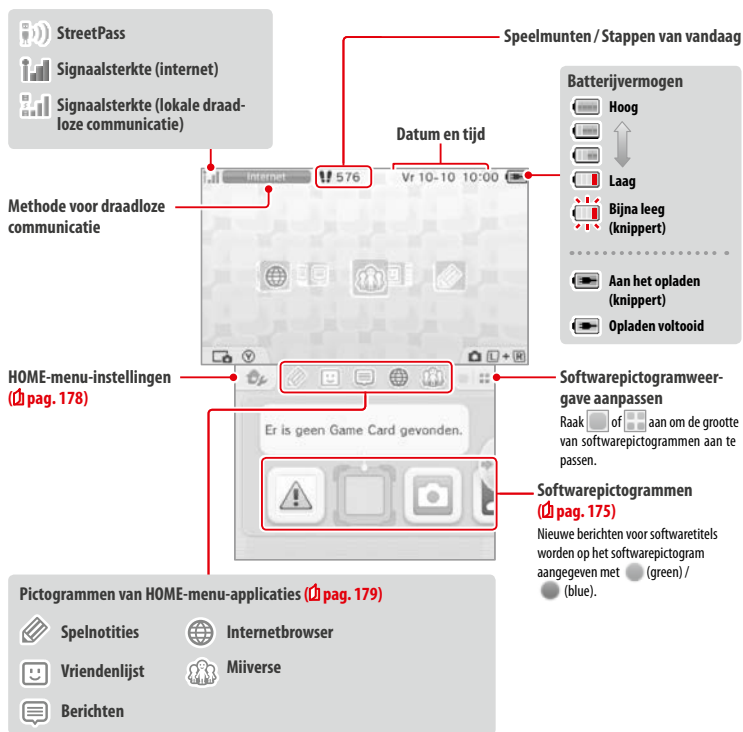 StreetPass
Signaalsterkte (internet)
Signaalsterkte (lokale draad-
loze communicatie)
Speelmunten / Stappen van vandaag
Datum en tijd
Batterijvermogen
Hoog
Laag
Bijna leeg
(knippert)
Aan het opladen
(knippert)
Opladen voltooid
Internet
576
Vr 10-10 10:00
Methode voor draadloze
communicatie
Y
L + R
HOME-menu-instellingen
(pag. 178)
Er is geen Game Card gevonden.
Softwarepictogramweer-
gave aanpassen
Raak of aan om de grootte
van softwarepictogrammen aan te
passen.
Softwarepictogrammen
(pag. 175)
Nieuwe berichten voor softwaretitels
worden op het softwarepictogram
aangegeven met (green) /
(blue).
Pictogrammen van HOME-menu-applicaties (pag. 179)
Spelnotities
Internetbrowser
Vriendenlijst
Miiverse
Berichten